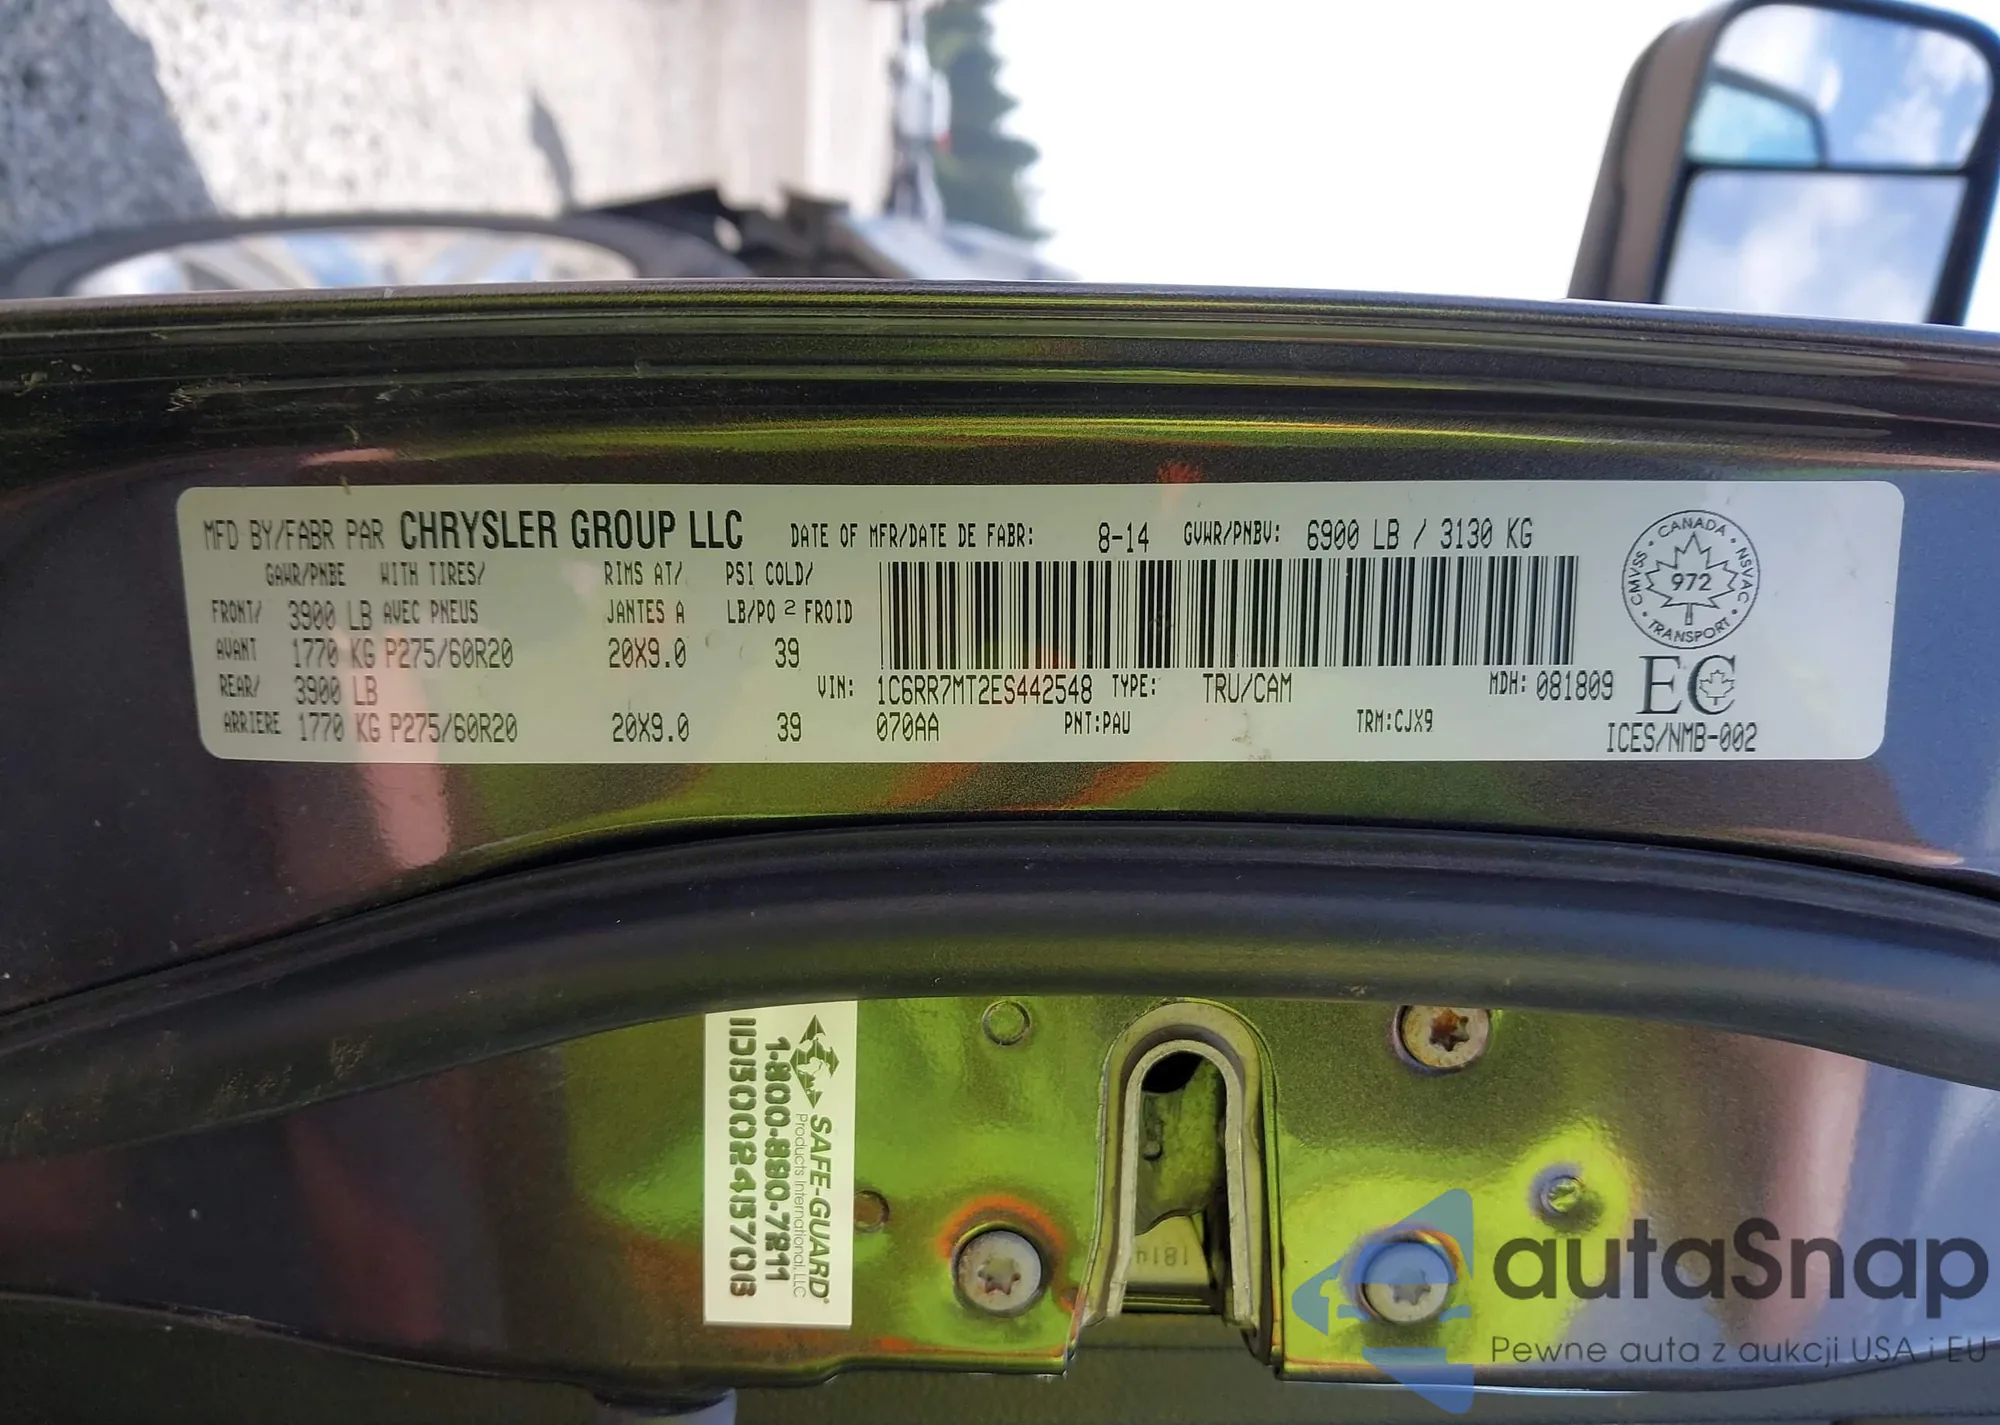 MFD BY/FABR PAR CHRYSLER GROUP LLC DATE OF MFR/DATE DE FABR: 8-14 GVWR/PNBV: 6900 LB / 3130 KG
GAWR/PNBE WITH TIRES/ RIMS AT/ PSI COLD/
FRONT/ 3900 LB AVEC PNEUS JANTES A LB/PO 2 FROID
AVANT 1770 KG P275/60R20 20X9.0 39
REAR/ 3900 LB VIN: 1C6RR7MT2ES442548 TYPE: TRU/CAM MDH: 081809
ARRIERE 1770 KG P275/60R20 20X9.0 39 070AA PNT:PAU TRM:CJX9
CANADA
CMVSS 972 NSVAC
TRANSPORT
EC
ICES/NMB-002
SAFE-GUARD
Products International, LLC
1-800-890-7211
1814
autaSnap
Pewne auta z aukcji USA i EU